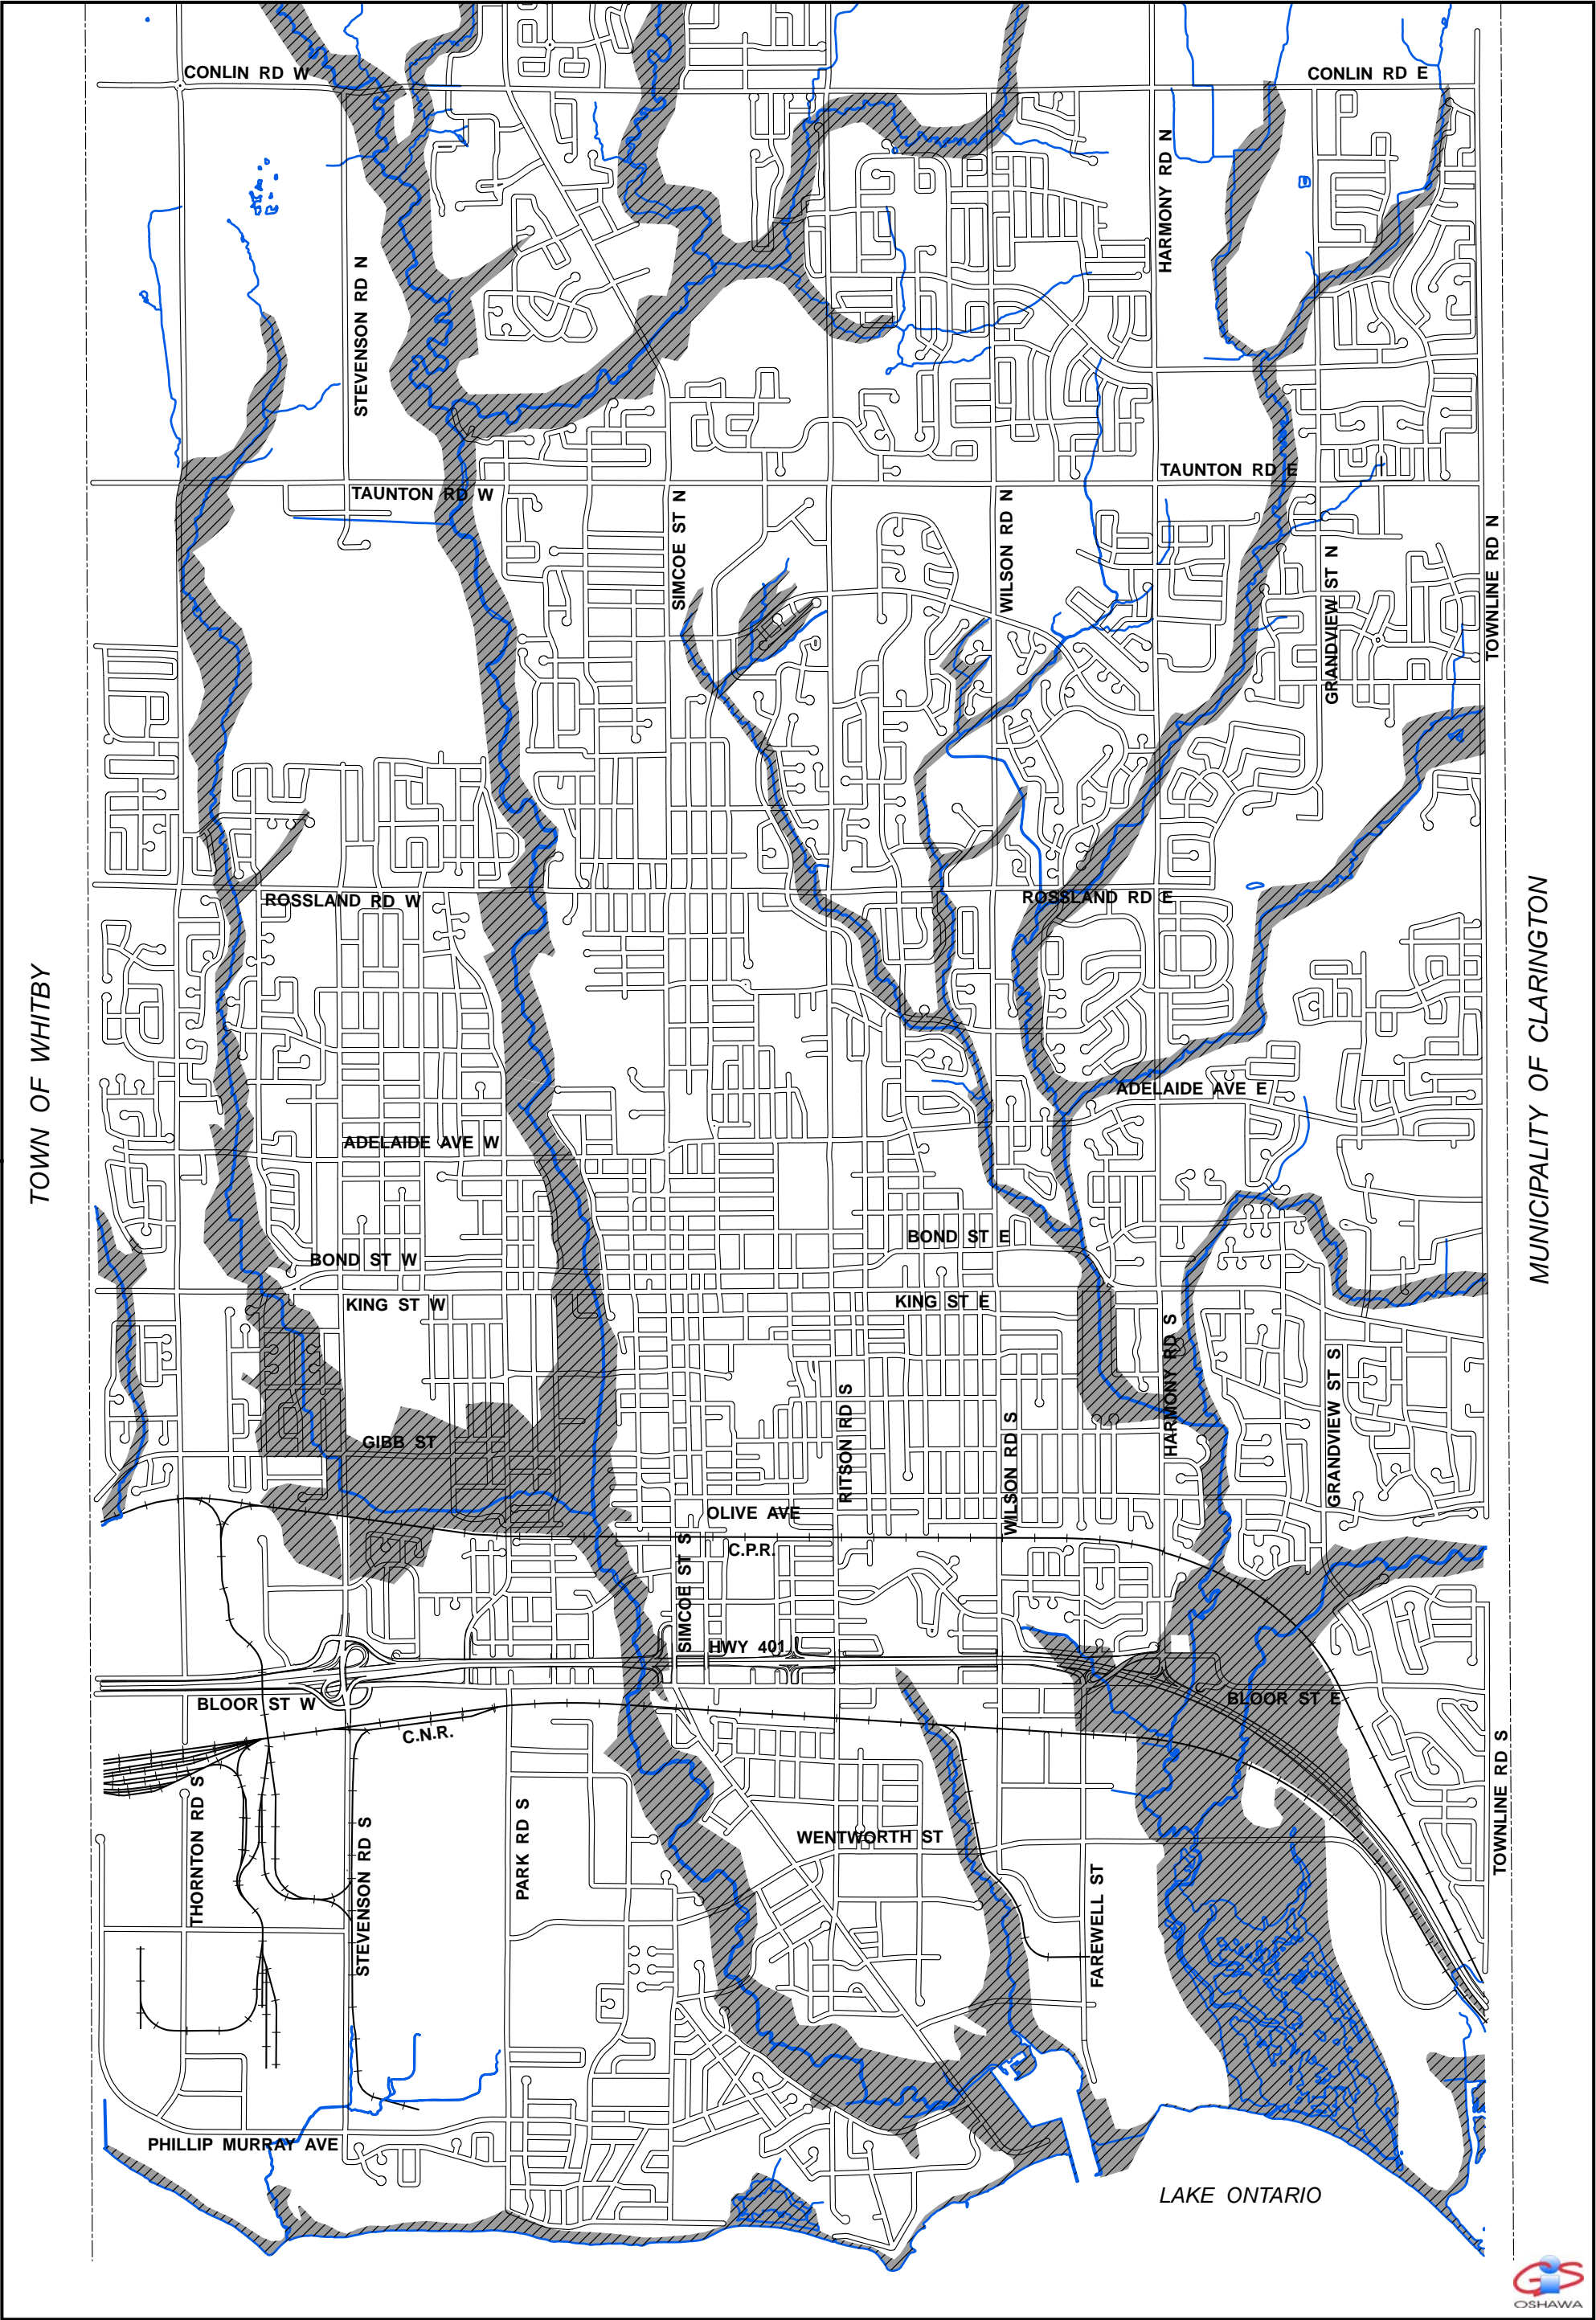 CONLIN RD W
CONLIN RD E
HARMONY RD N
STEVENSON RD N
TAUNTON RD W
TAUNTON RD E
SIMCOE ST N
WILSON RD N
GRANDVIEW ST N
TOWNLINE RD N
ROSSLAND RD W
ROSSLAND RD E
TOWN OF WHITBY
MUNICIPALITY OF CLARINGTON
ADELAIDE AVE E
ADELAIDE AVE W
BOND ST E
BOND ST W
KING ST W
KING ST E
HARMONY RD S
GRANDVIEW ST S
RITSON RD S
WILSON RD S
GIBB ST
OLIVE AVE
C.P.R.
SIMCOE ST S
HWY 401
BLOOR ST W
BLOOR ST E
C.N.R.
THORNTON RD S
STEVENSON RD S
PARK RD S
WENTWORTH ST
FAREWELL ST
TOWNLINE RD S
PHILLIP MURRAY AVE
LAKE ONTARIO
GIS
OSHAWA